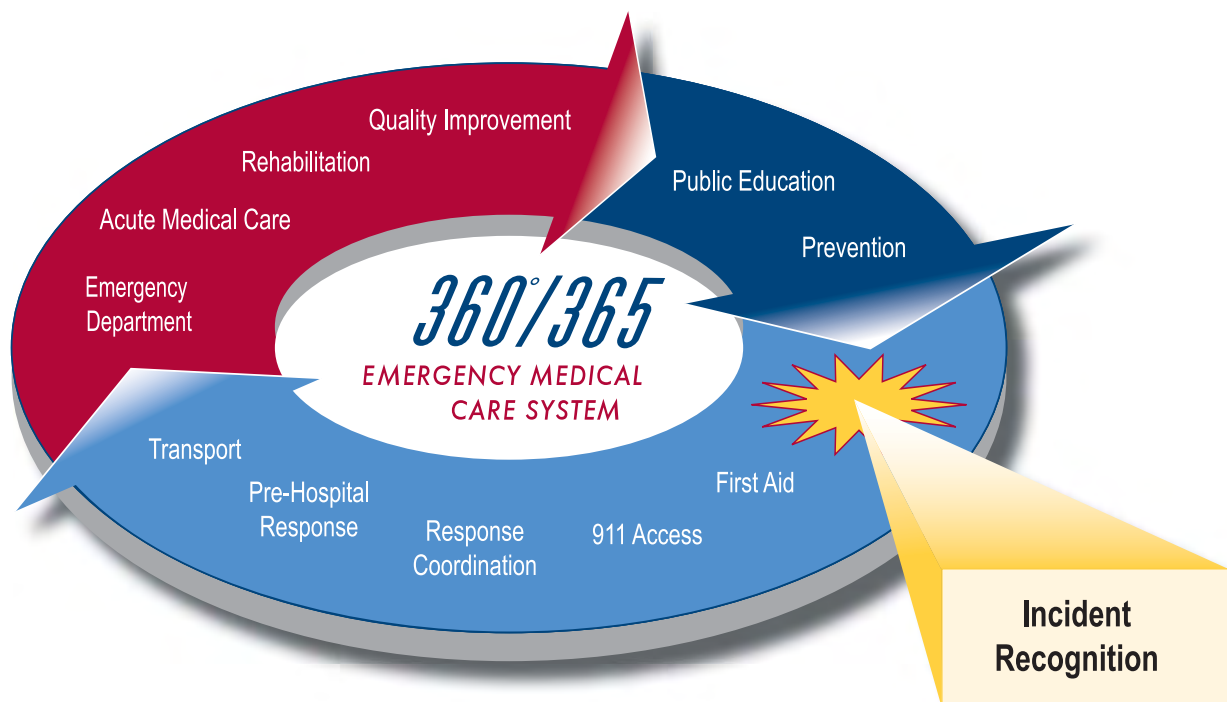 Quality Improvement
Rehabilitation
Acute Medical Care
Emergency
Department
Public Education
Prevention
360°/365
EMERGENCY MEDICAL
CARE SYSTEM
Transport
Pre-Hospital
Response
Response
Coordination
911 Access
First Aid
Incident
Recognition